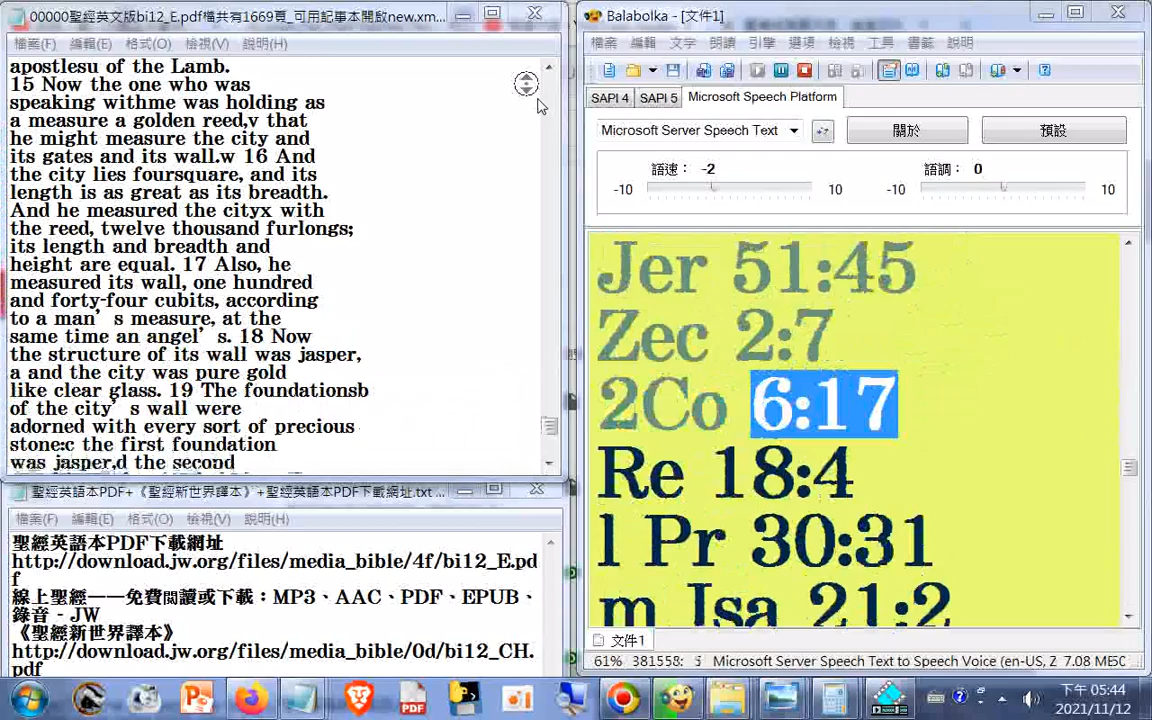 00000聖經英文版bi12_E.pdf檔共有1669頁_可用記事本開啟new.xm...
檔案(F) 編輯(E) 格式(O) 檢視(V) 說明(H)
apostlesu of the Lamb.
15 Now the one who was
speaking withme was holding as
a measure a golden reed,v that
he might measure the city and
its gates and its wall.w 16 And
the city lies foursquare, and its
length is as great as its breadth.
And he measured the cityx with
the reed, twelve thousand furlongs;
its length and breadth and
height are equal. 17 Also, he
measured its wall, one hundred
and forty-four cubits, according
to a man’s measure, at the
same time an angel’s. 18 Now
the structure of its wall was jasper,
a and the city was pure gold
like clear glass. 19 The foundationsb
of the city’s wall were
adorned with every sort of precious
stone:c the first foundation
was jasper,d the second
聖經英語本PDF+《聖經新世界譯本》+聖經英語本PDF下載網址.txt ...
檔案(F) 編輯(E) 格式(O) 檢視(V) 說明(H)
聖經英語本PDF下載網址
http://download.jw.org/files/media_bible/4f/bi12_E.pd
f
線上聖經——免費閱讀或下載：MP3、AAC、PDF、EPUB、
錄音 - JW
《聖經新世界譯本》
http://download.jw.org/files/media_bible/0d/bi12_CH.
pdf
Balabolka - [文件1]
檔案 編輯 文字 朗讀 引擎 選項 檢視 工具 書籤 說明
SAPI 4 SAPI 5 Microsoft Speech Platform
Microsoft Server Speech Text 關於 預設
語速： -2 語調： 0
-10 10 -10 10
Jer 51:45
Zec 2:7
2Co 6:17
Re 18:4
l Pr 30:31
m Isa 21:2
文件1
61% 381558: 5 Microsoft Server Speech Text to Speech Voice (en-US, Z 7.08 ME
下午 05:44
2021/11/12